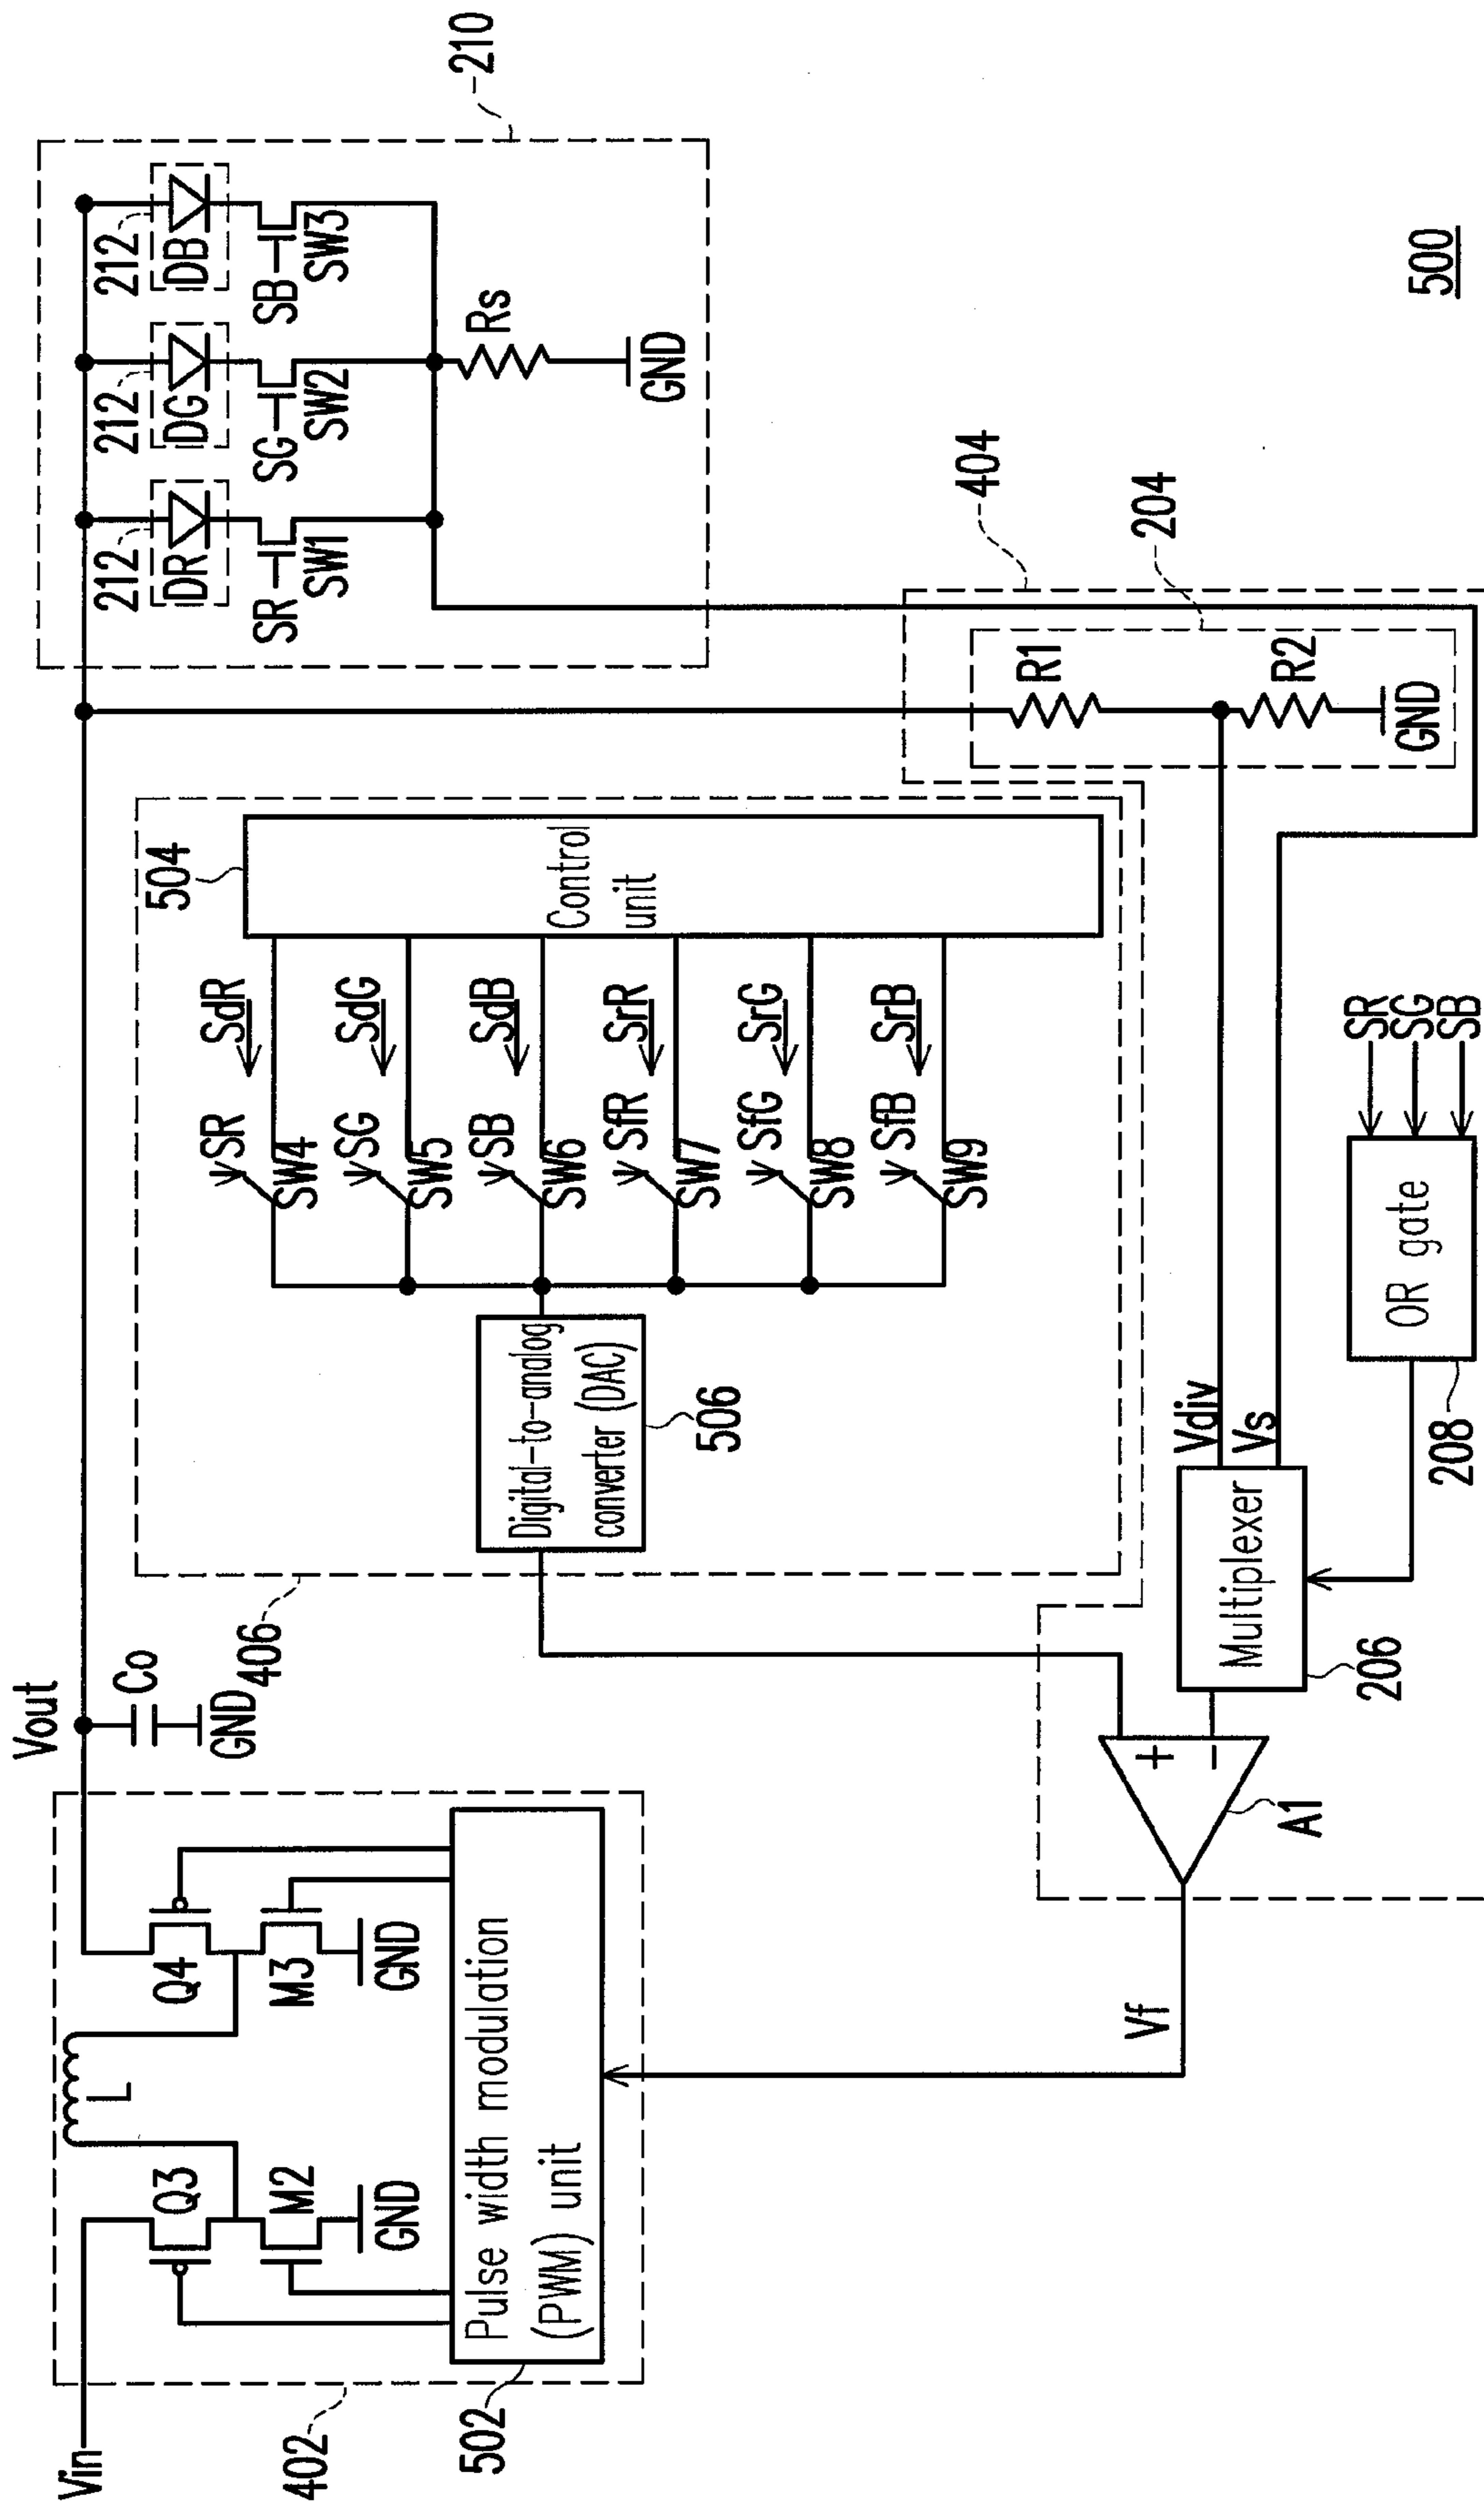 Vin
402
Q3
L
Q4
M2
M3
GND
GND
502
Pulse width modulation
(PWM) unit
Vout
Co
GND
406
504
SR
SdR
SW4
SG
SdG
SW5
SB
SdB
SW6
SfR
SrR
SW7
SfG
SrG
SW8
SfB
SrB
SW9
Control
unit
Digital-to-analog
converter (DAC)
506
210
212
212
212
DR
DG
DB
SR
SG
SB
SW1
SW2
SW3
Rs
GND
404
204
R1
R2
GND
Vf
A1
+
−
Multiplexer
206
Vdiv
Vs
OR gate
208
SR
SG
SB
500